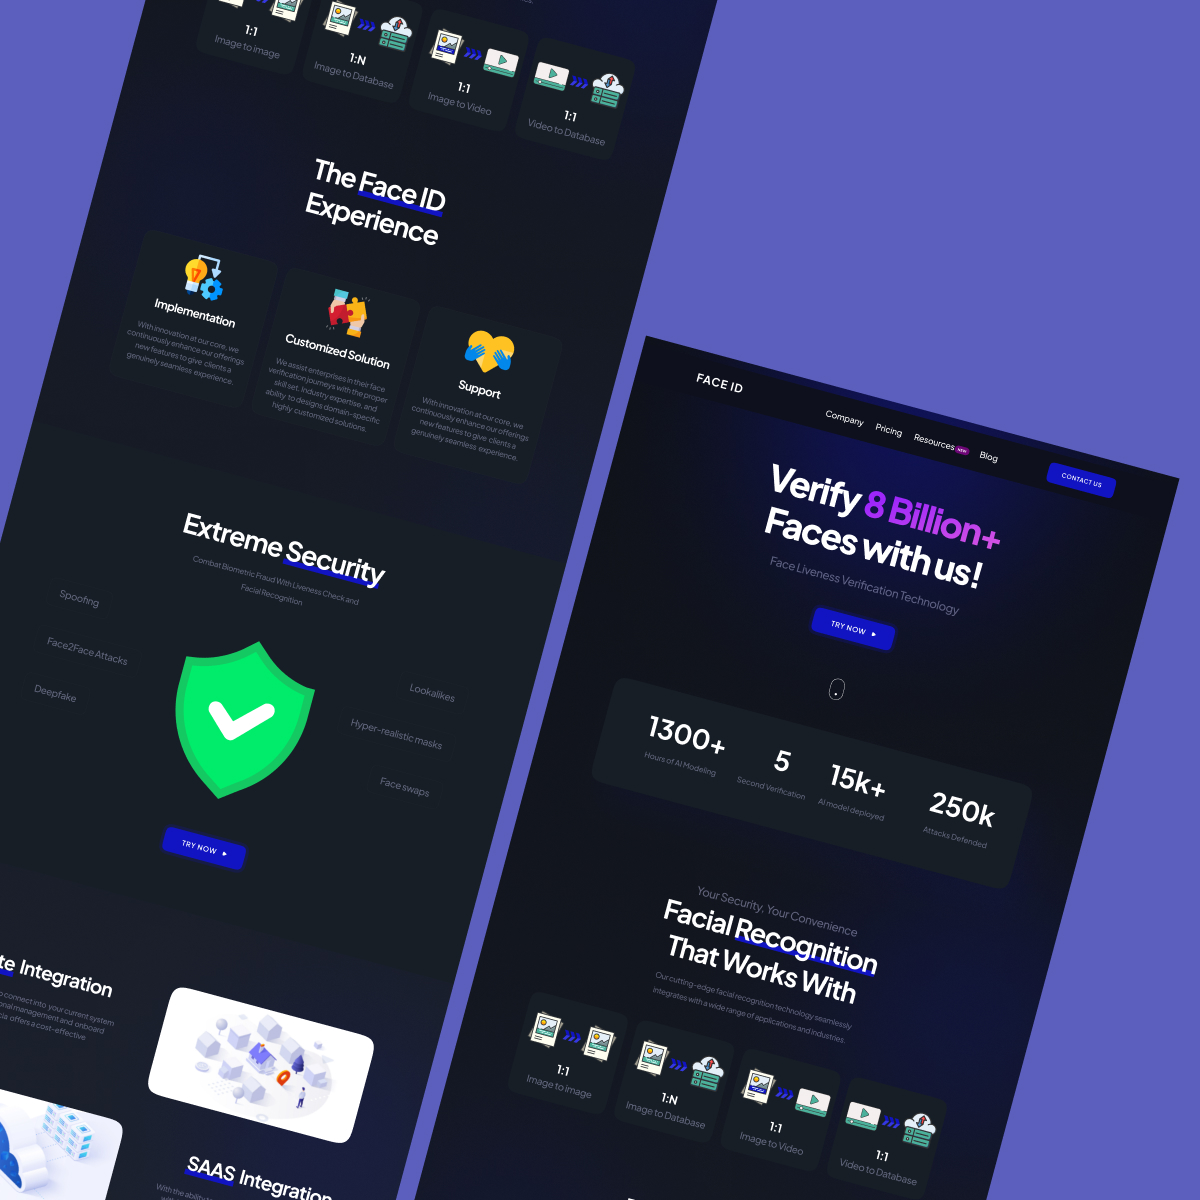 1:1
Image to image
1:N
Image to Database
1:1
Image to Video
1:1
Video to Database
The Face ID
Experience
Implementation
With innovation at our core, we
continuously enhance our offerings
new features to give clients a
genuinely seamless experience.
Customized Solution
We assist enterprises in their face
verification journeys with the proper
skill set. Industry expertise, and
ability to designs domain-specific
highly customized solutions.
Support
With innovation at our core, we
continuously enhance our offerings
new features to give clients a
genuinely seamless experience.
Extreme Security
Combat Biometric Fraud With Liveness Check and
Facial Recognition
Spoofing
Face2Face Attacks
Deepfake
Lookalikes
Hyper-realistic masks
Face swaps
TRY NOW
Integration
connect into your current system
management and onboard
offers a cost-effective
SAAS Integration
FACE ID
Company
Pricing
Resources
NEW
Blog
CONTACT US
Verify 8 Billion+
Faces with us!
Face Liveness Verification Technology
TRY NOW
1300+
Hours of AI Modeling
5
Second Verification
15k+
AI model deployed
250k
Attacks Defended
Your Security, Your Convenience
Facial Recognition
That Works With
Our cutting-edge facial recognition technology seamlessly
integrates with a wide range of applications and industries.
1:1
Image to image
1:N
Image to Database
1:1
Image to Video
1:1
Video to Database